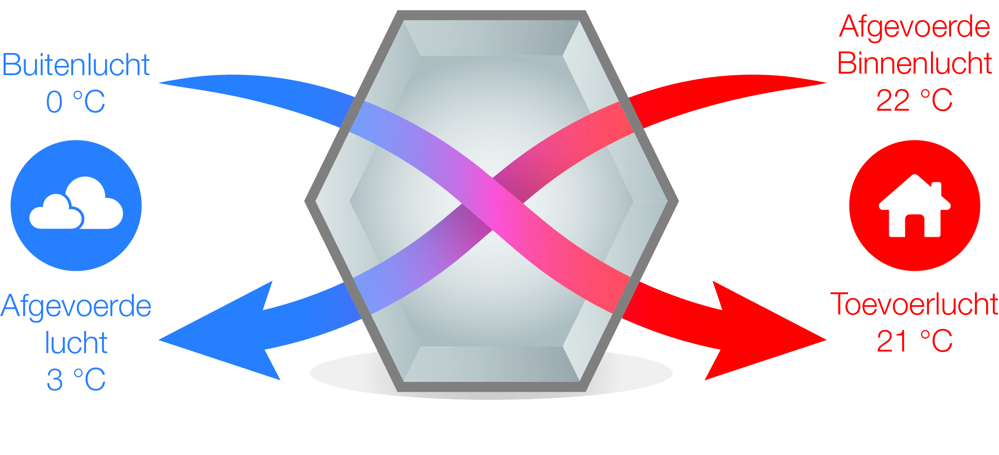 Buitenlucht
0 °C
Afgevoerde
Binnenlucht
22 °C
Afgevoerde
lucht
3 °C
Toevoerlucht
21 °C